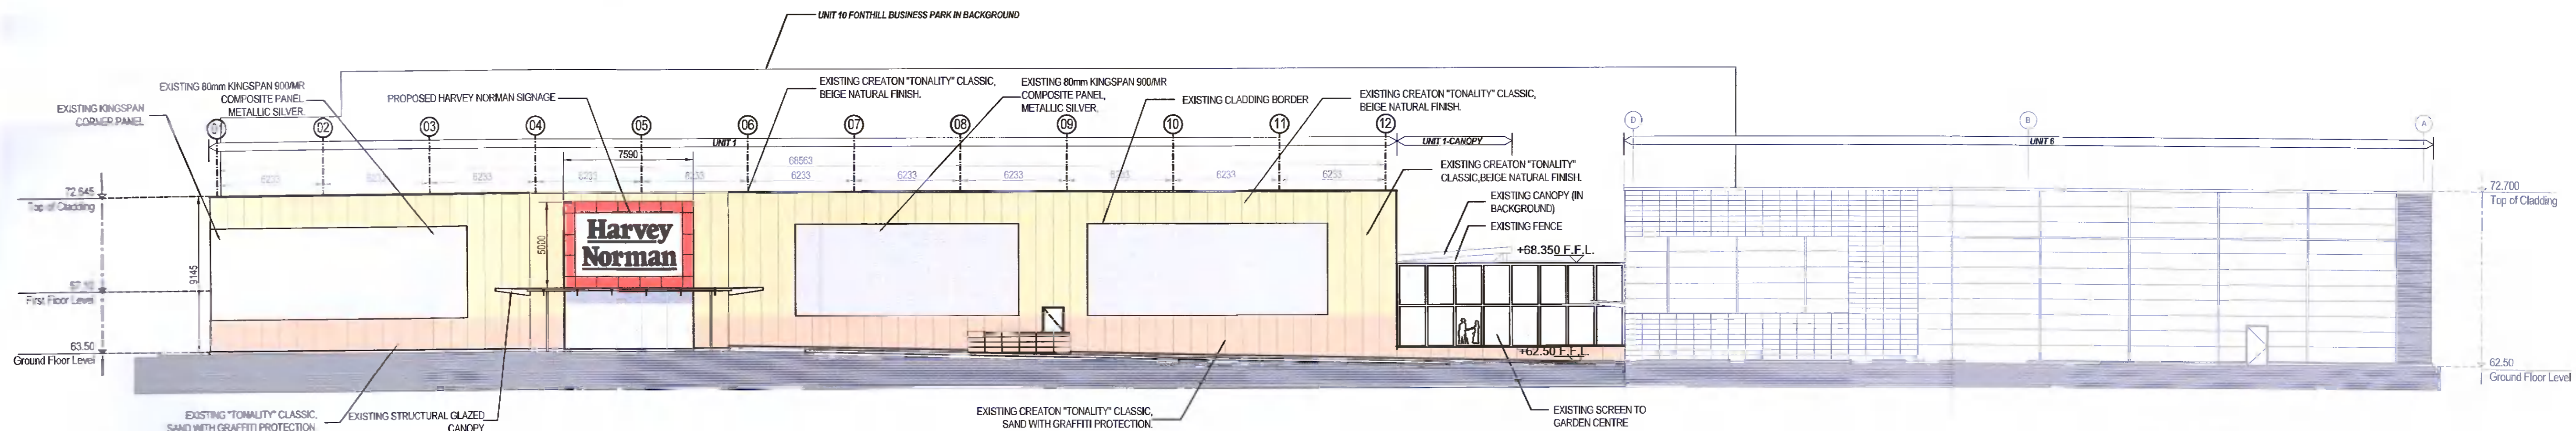 UNIT 10 FONTHILL BUSINESS PARK IN BACKGROUND
EXISTING 80mm KINGSPAN 900/MR
COMPOSITE PANEL
METALLIC SILVER.
EXISTING KINGSPAN
CORNER PANEL
PROPOSED HARVEY NORMAN SIGNAGE
EXISTING CREATON "TONALITY" CLASSIC,
BEIGE NATURAL FINISH.
EXISTING 80mm KINGSPAN 900/MR
COMPOSITE PANEL,
METALLIC SILVER.
EXISTING CLADDING BORDER
EXISTING CREATON "TONALITY" CLASSIC,
BEIGE NATURAL FINISH.
01 02 03 04 05 06 07 08 09 10 11 12
D B A
UNIT 1
UNIT 1-CANOPY
UNIT 6
7590
68563
6233 6233 6233 6233 6233 6233 6233 6233 6233 6233 6233
EXISTING CREATON "TONALITY"
CLASSIC,BEIGE NATURAL FINISH.
EXISTING CANOPY (IN
BACKGROUND)
EXISTING FENCE
+68.350 F.F.L.
72.645
Top of Cladding
72.700
Top of Cladding
9145
5000
Harvey
Norman
First Floor Level
63.50
Ground Floor Level
+62.50 F.F.L.
62.50
Ground Floor Level
EXISTING "TONALITY" CLASSIC,
SAND WITH GRAFFITI PROTECTION.
EXISTING STRUCTURAL GLAZED
CANOPY
EXISTING CREATON "TONALITY" CLASSIC,
SAND WITH GRAFFITI PROTECTION.
EXISTING SCREEN TO
GARDEN CENTRE